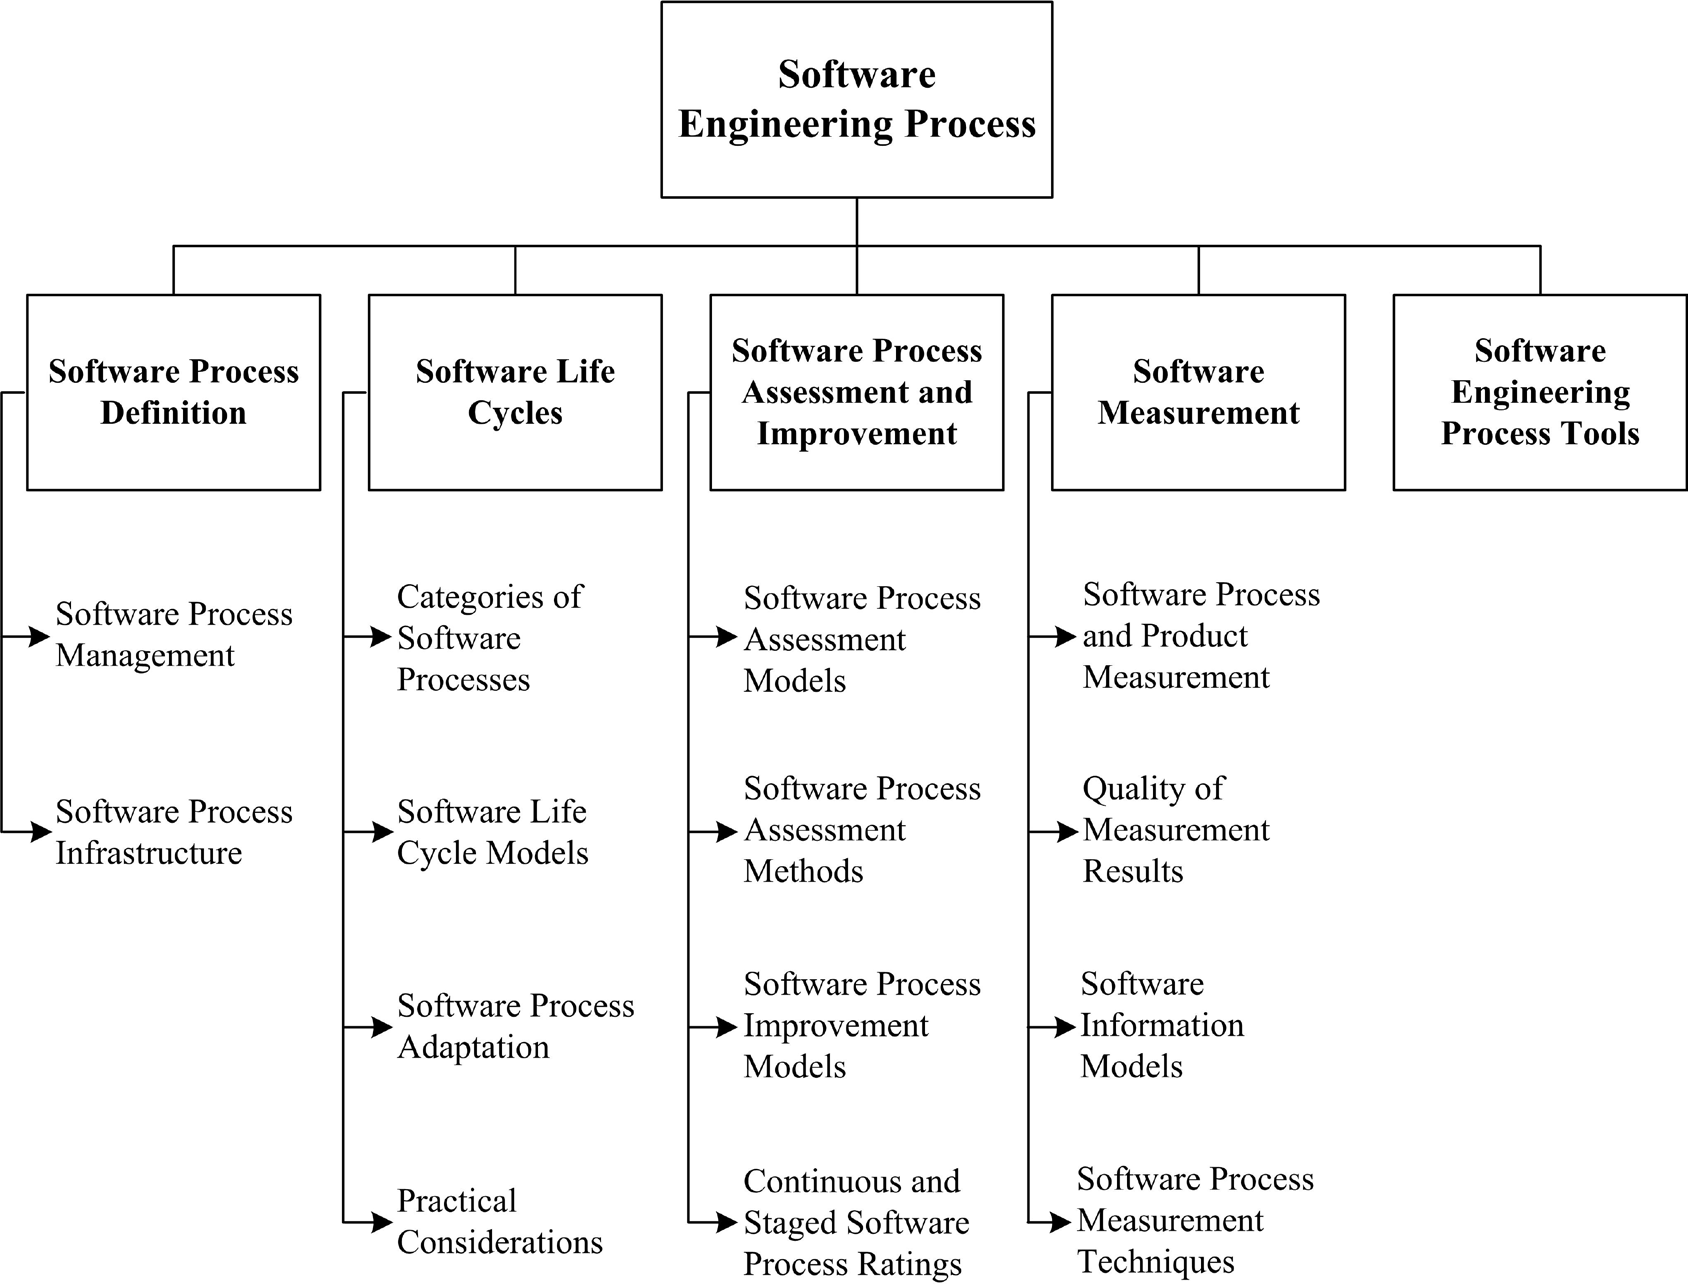 Software
Engineering Process
Software Process
Definition
Software Life
Cycles
Software Process
Assessment and
Improvement
Software
Measurement
Software
Engineering
Process Tools
Software Process
Management
Software Process
Infrastructure
Categories of
Software
Processes
Software Life
Cycle Models
Software Process
Adaptation
Practical
Considerations
Software Process
Assessment
Models
Software Process
Assessment
Methods
Software Process
Improvement
Models
Continuous and
Staged Software
Process Ratings
Software Process
and Product
Measurement
Quality of
Measurement
Results
Software
Information
Models
Software Process
Measurement
Techniques